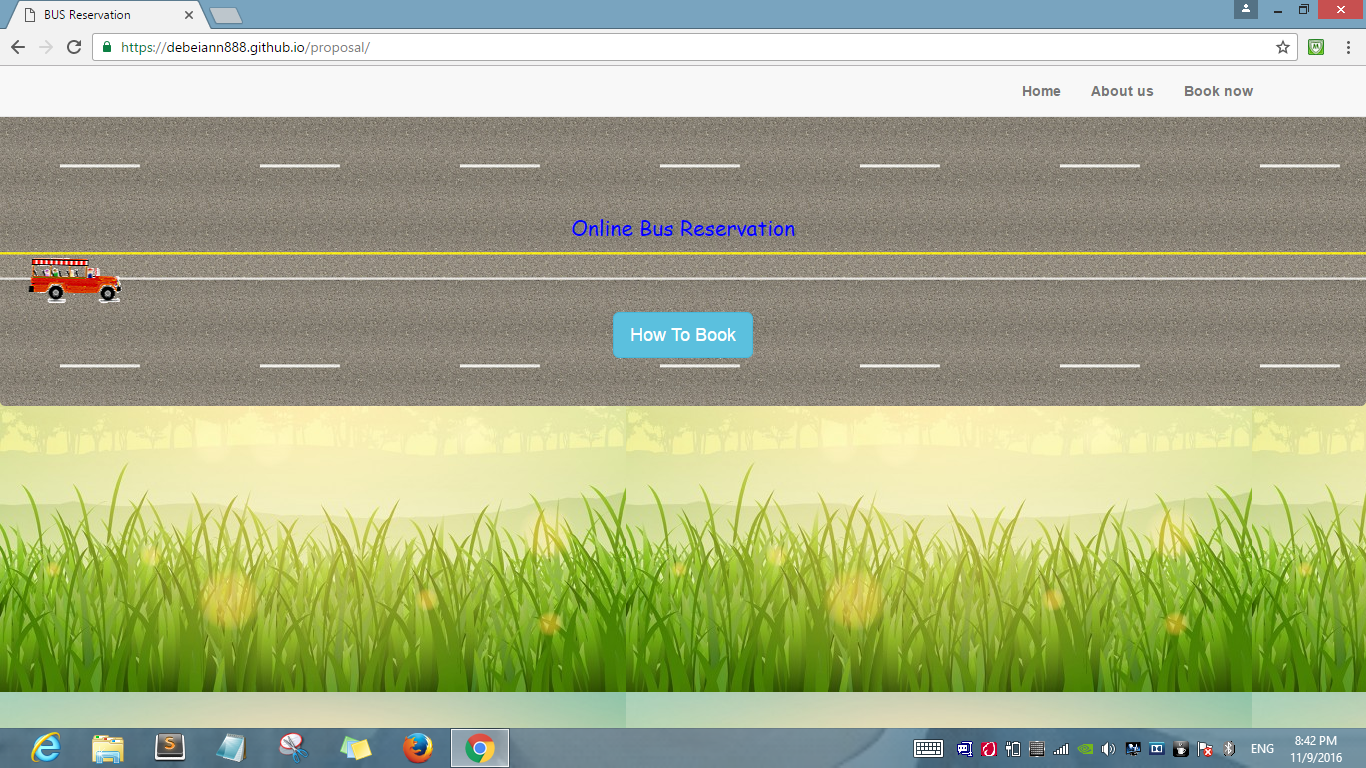 BUS Reservation
https://debeiann888.github.io/proposal/
Home About us Book now
Online Bus Reservation
How To Book
ENG
8:42 PM
11/9/2016